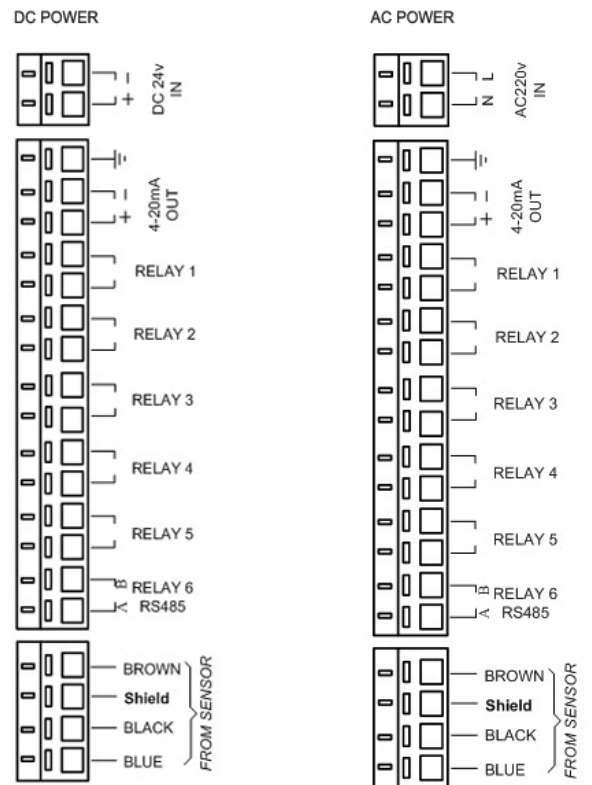 DC POWER
− +
DC 24v
IN
− +
4-20mA
OUT
RELAY 1
RELAY 2
RELAY 3
RELAY 4
RELAY 5
B
RELAY 6
A
RS485
BROWN
Shield
BLACK
BLUE
FROM SENSOR
AC POWER
L
N
AC220v
IN
− +
4-20mA
OUT
RELAY 1
RELAY 2
RELAY 3
RELAY 4
RELAY 5
B
RELAY 6
A
RS485
BROWN
Shield
BLACK
BLUE
FROM SENSOR